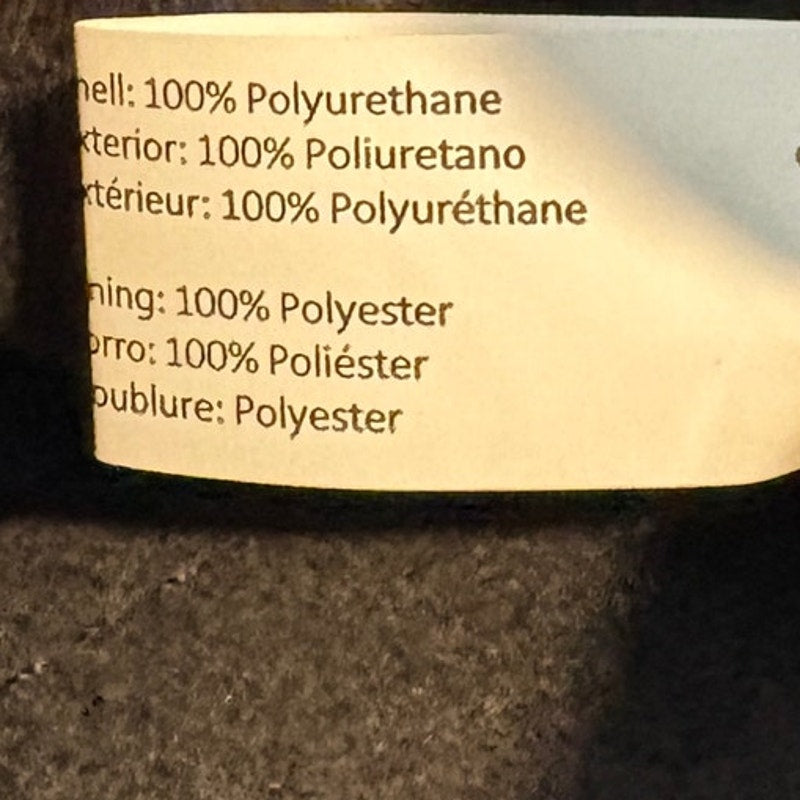 hell: 100% Polyurethane
xterior: 100% Poliuretano
xtérieur: 100% Polyuréthane
ning: 100% Polyester
orro: 100% Poliéster
oublure: Polyester